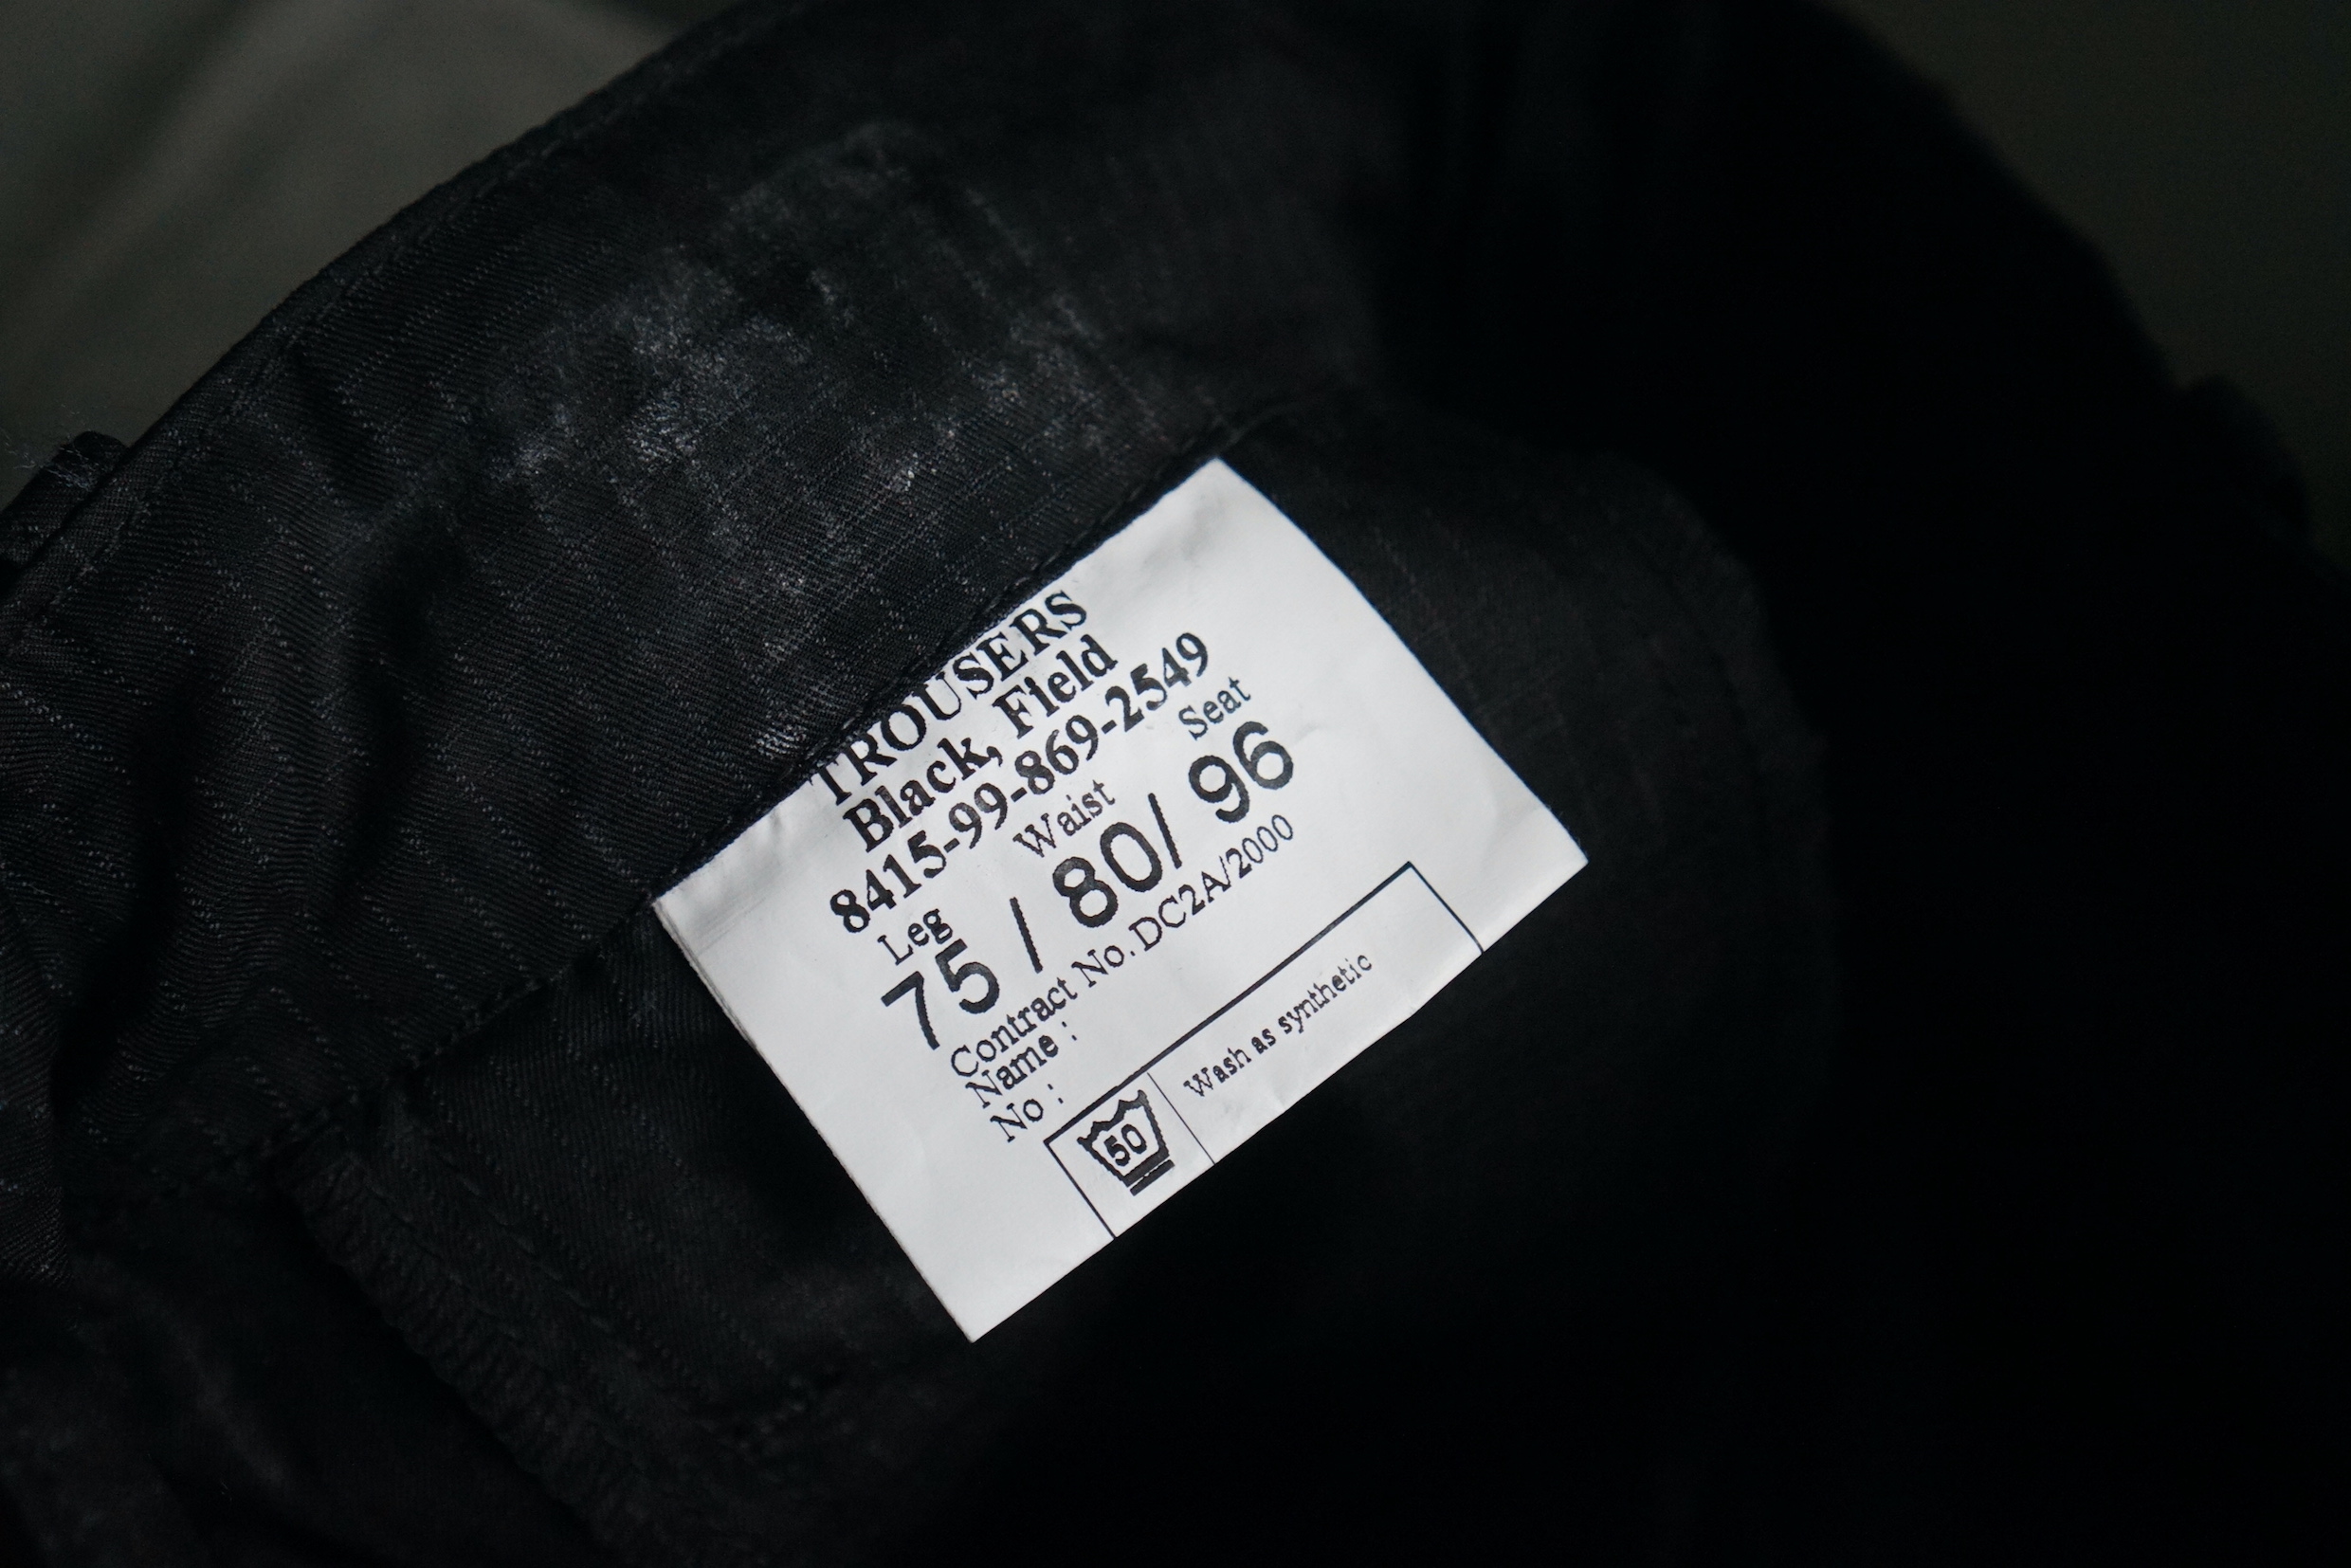 TROUSERS
Black, Field
8415-99-869-2549
Leg Waist Seat
75 / 80/ 96
Contract No. DC2A/2000
Name :
No :
50 Wash as synthetic